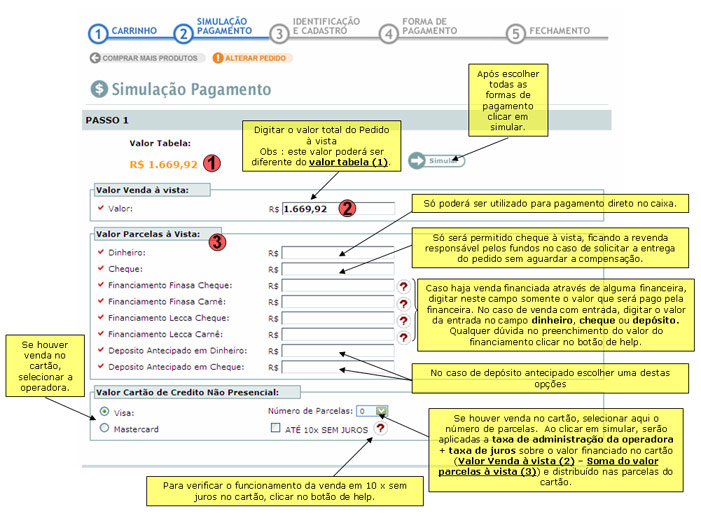 1 CARRINHO
2 SIMULAÇÃO
PAGAMENTO
3 IDENTIFICAÇÃO
E CADASTRO
4 FORMA DE
PAGAMENTO
5 FECHAMENTO
COMPRAR MAIS PRODUTOS
! ALTERAR PEDIDO
$ Simulação Pagamento
Após escolher
todas as
formas de
pagamento
clicar em
simular.
PASSO 1
Valor Tabela:
R$ 1.669,92 1
Digitar o valor total do Pedido
à vista
Obs : este valor poderá ser
diferente do valor tabela (1).
Simular
Valor Venda à vista:
Valor: R$ 1.669,92 2
Só poderá ser utilizado para pagamento direto no caixa.
Valor Parcelas à Vista:
3
Dinheiro: R$
Cheque: R$
Financiamento Finasa Cheque: R$ ?
Financiamento Finasa Carnê: R$ ?
Financiamento Lecca Cheque: R$ ?
Financiamento Lecca Carnê: R$ ?
Deposito Antecipado em Dinheiro: R$
Deposito Antecipado em Cheque: R$
Só será permitido cheque à vista, ficando a revenda
responsável pelos fundos no caso de solicitar a entrega
do pedido sem aguardar a compensação.
Caso haja venda financiada através de alguma financeira,
digitar neste campo somente o valor que será pago pela
financeira. No caso de venda com entrada, digitar o valor
da entrada no campo dinheiro, cheque ou depósito.
Qualquer dúvida no preenchimento do valor do
financiamento clicar no botão de help.
No caso de depósito antecipado escolher uma destas
opções
Se houver
venda no
cartão,
selecionar a
operadora.
Valor Cartão de Credito Não Presencial:
Visa: Número de Parcelas: 0
Mastercard ATÉ 10x SEM JUROS ?
Se houver venda no cartão, selecionar aqui o
número de parcelas. Ao clicar em simular, serão
aplicadas a taxa de administração da operadora
+ taxa de juros sobre o valor financiado no cartão
(Valor Venda à vista (2) – Soma do valor
parcelas à vista (3)) e distribuído nas parcelas do
cartão.
Para verificar o funcionamento da venda em 10 x sem
juros no cartão, clicar no botão de help.